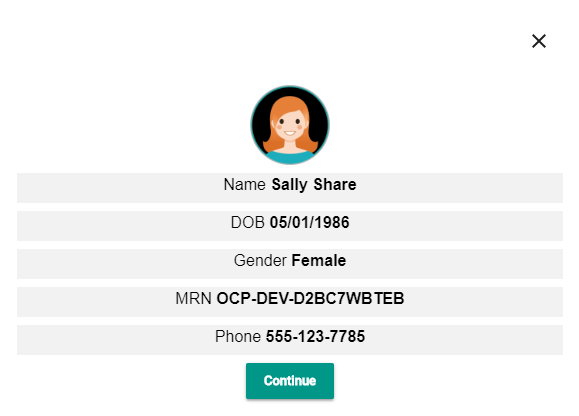 Name Sally Share
DOB 05/01/1986
Gender Female
MRN OCP-DEV-D2BC7WBTEB
Phone 555-123-7785
Continue